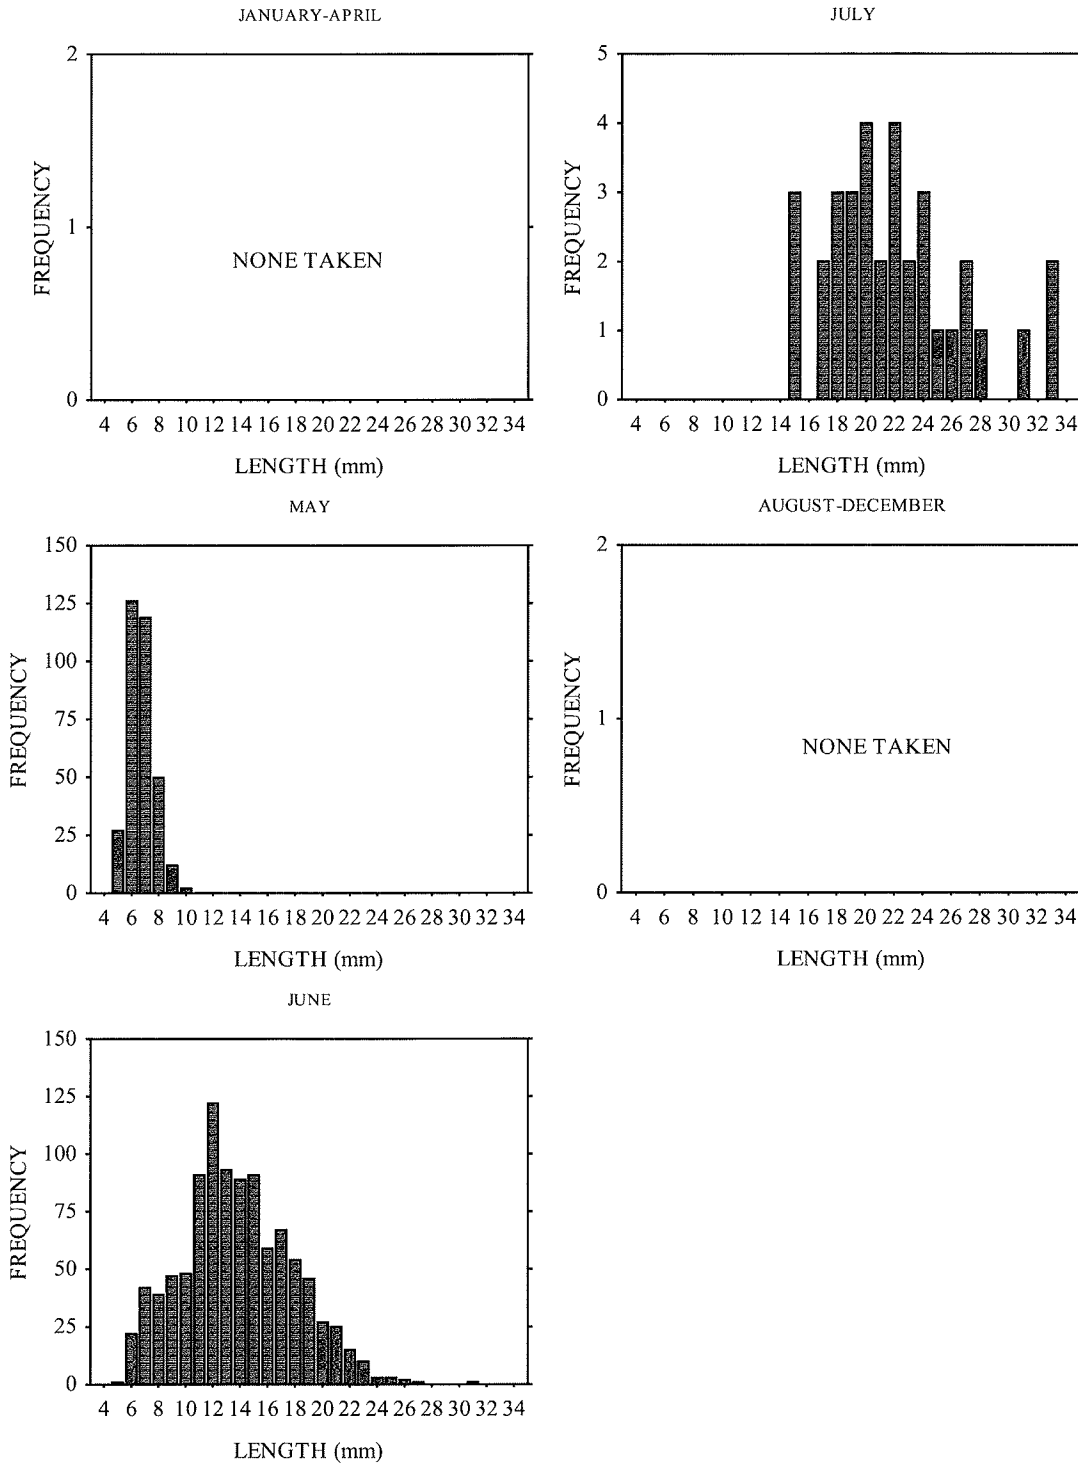 JANUARY-APRIL
FREQUENCY
2
1
0
NONE TAKEN
4 6 8 10 12 14 16 18 20 22 24 26 28 30 32 34
LENGTH (mm)
JULY
FREQUENCY
5
4
3
2
1
0
4 6 8 10 12 14 16 18 20 22 24 26 28 30 32 34
LENGTH (mm)
MAY
FREQUENCY
150
125
100
75
50
25
0
4 6 8 10 12 14 16 18 20 22 24 26 28 30 32 34
LENGTH (mm)
AUGUST-DECEMBER
FREQUENCY
2
1
0
NONE TAKEN
4 6 8 10 12 14 16 18 20 22 24 26 28 30 32 34
LENGTH (mm)
JUNE
FREQUENCY
150
125
100
75
50
25
0
4 6 8 10 12 14 16 18 20 22 24 26 28 30 32 34
LENGTH (mm)